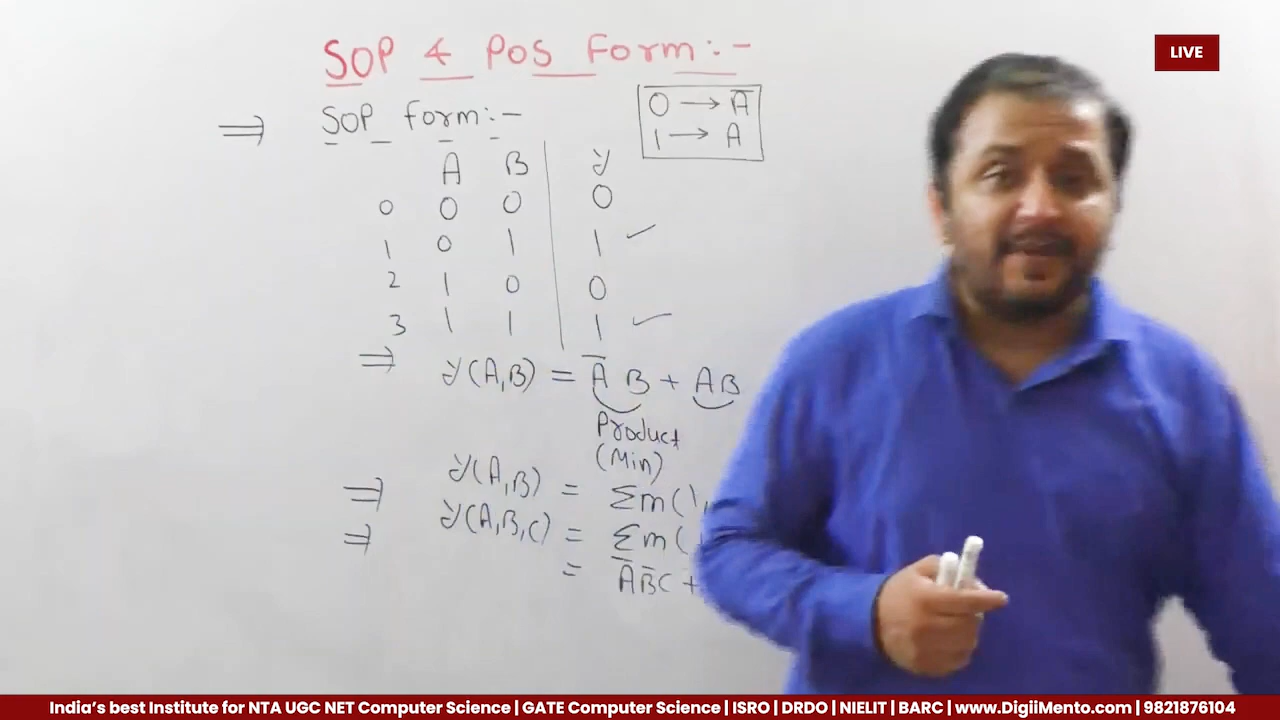 SOP & POS Form:-
LIVE
⇒ SOP form:-
0 → A̅
1 → A
A B y
0 0 0 0
1 0 1 1 ✓
2 1 0 0
3 1 1 1 ✓
⇒ y(A,B) = A̅ B + AB
Product
(Min)
⇒ y(A,B) = Σm(1,
⇒ y(A,B,C) = Σm(
= A̅B̅C +
India's best Institute for NTA UGC NET Computer Science | GATE Computer Science | ISRO | DRDO | NIELIT | BARC | www.DigiiMento.com | 9821876104